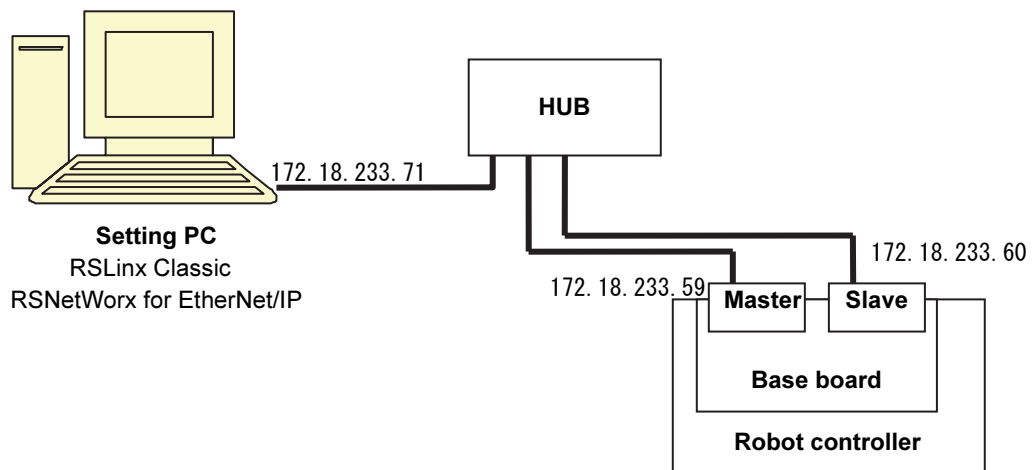 HUB
172. 18. 233. 71
Setting PC
RSLinx Classic
RSNetWorx for EtherNet/IP
172. 18. 233. 60
172. 18. 233. 59
Master
Slave
Base board
Robot controller